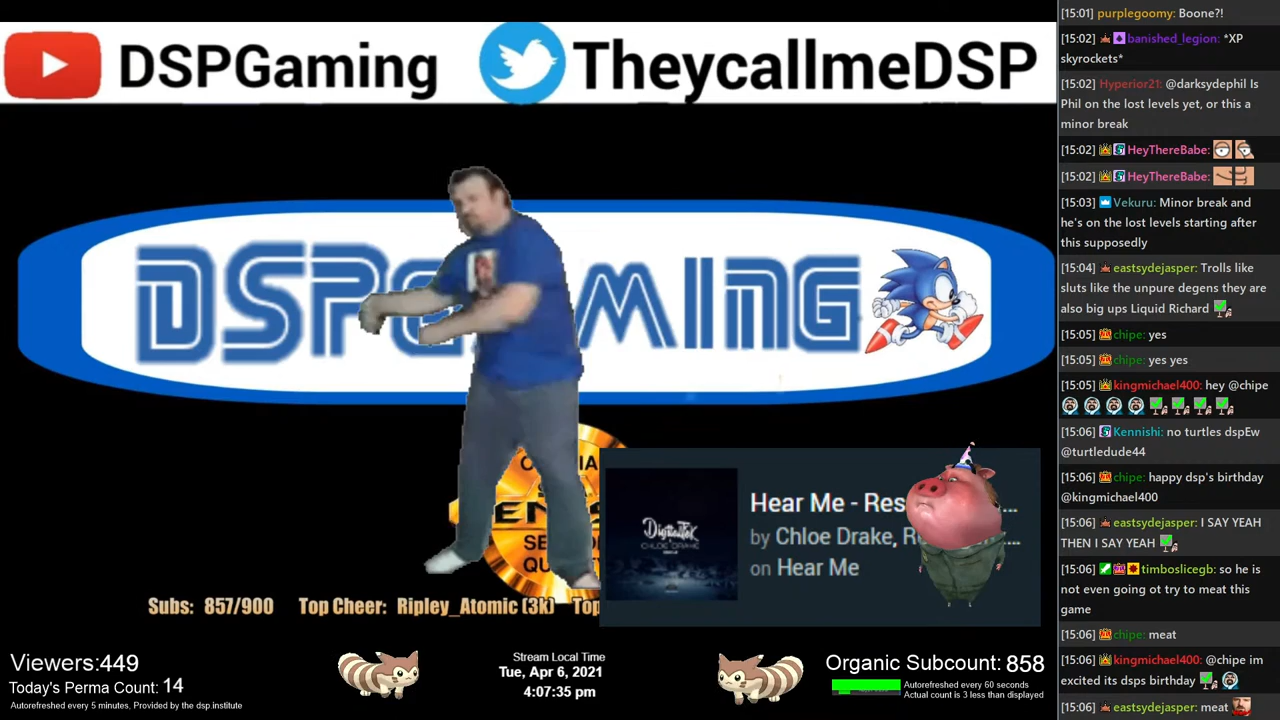 DSPGaming
TheycallmeDSP
DSPGAMING
Hear Me - Res
by Chloe Drake, R
on Hear Me
Subs: 857/900 Top Cheer: Ripley_Atomic (3k) Top
Viewers:449
Today's Perma Count: 14
Autorefreshed every 5 minutes, Provided by the dsp.institute
Stream Local Time
Tue, Apr 6, 2021
4:07:35 pm
Organic Subcount: 858
Autorefreshed every 60 seconds
Actual count is 3 less than displayed
[15:01] purplegoomy: Boone?!
[15:02] banished_legion: *XP
skyrockets*
[15:02] Hyperior21: @darksydephil Is
Phil on the lost levels yet, or this a
minor break
[15:02] HeyThereBabe:
[15:02] HeyThereBabe:
[15:03] Vekuru: Minor break and
he's on the lost levels starting after
this supposedly
[15:04] eastsydejasper: Trolls like
sluts like the unpure degens they are
also big ups Liquid Richard
[15:05] chipe: yes
[15:05] chipe: yes yes
[15:05] kingmichael400: hey @chipe
[15:06] Kennishi: no turtles dspEw
@turtledude44
[15:06] chipe: happy dsp's birthday
@kingmichael400
[15:06] eastsydejasper: I SAY YEAH
THEN I SAY YEAH
[15:06] timboslicegb: so he is
not even going ot try to meat this
game
[15:06] chipe: meat
[15:06] kingmichael400: @chipe im
excited its dsps birthday
[15:06] eastsydejasper: meat